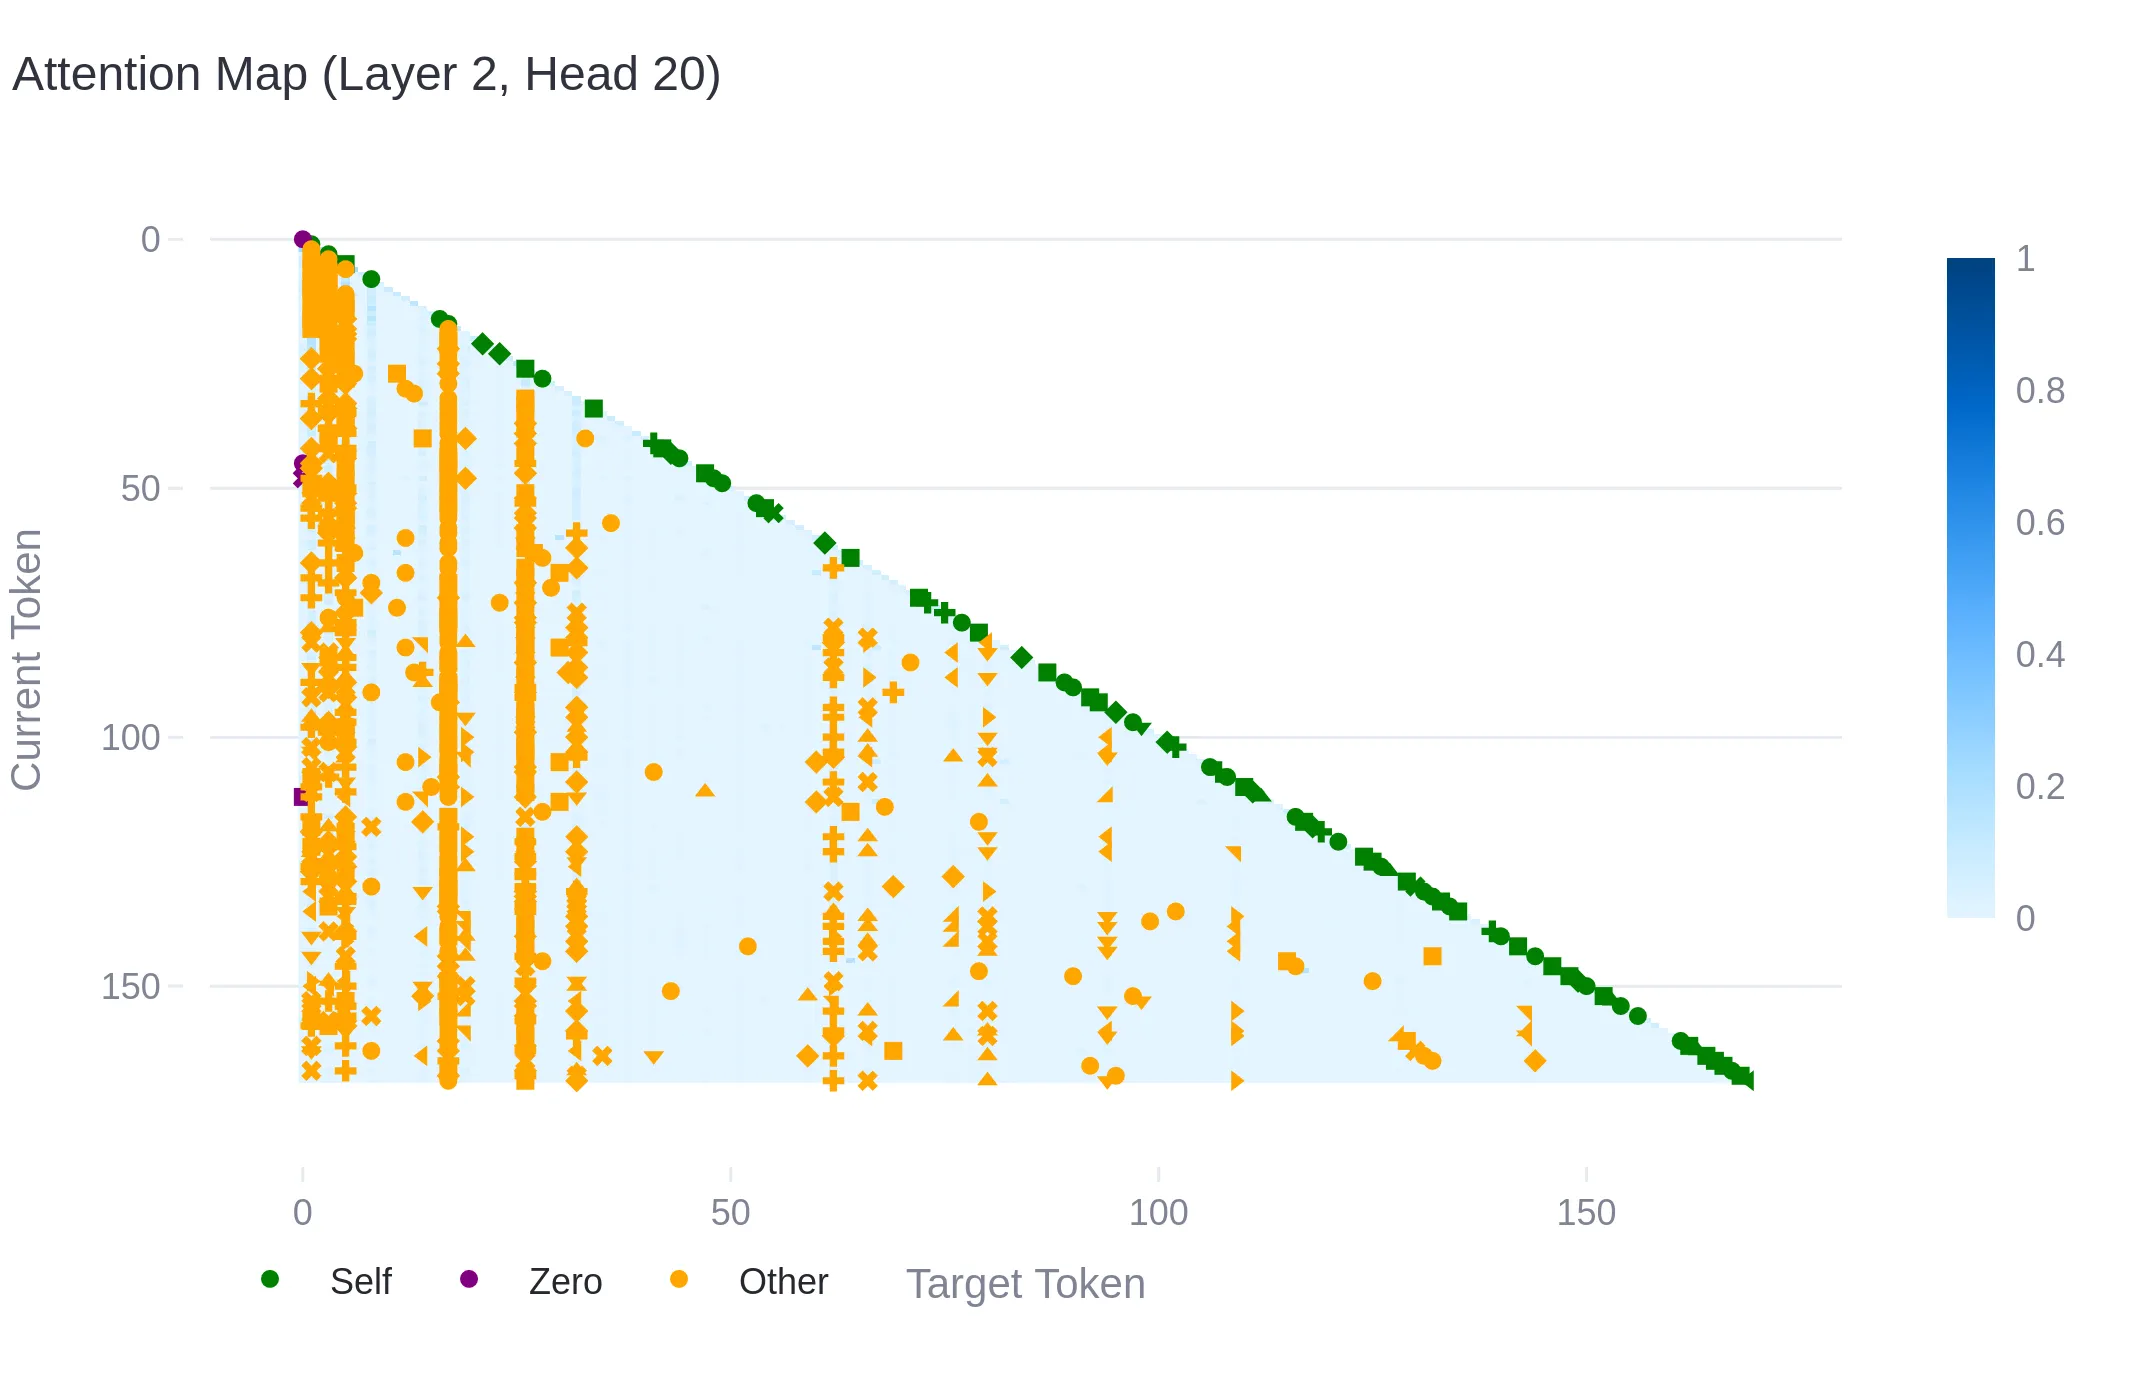 Attention Map (Layer 2, Head 20)
Current Token
0
50
100
150
0
50
100
150
Target Token
Self
Zero
Other
1
0.8
0.6
0.4
0.2
0